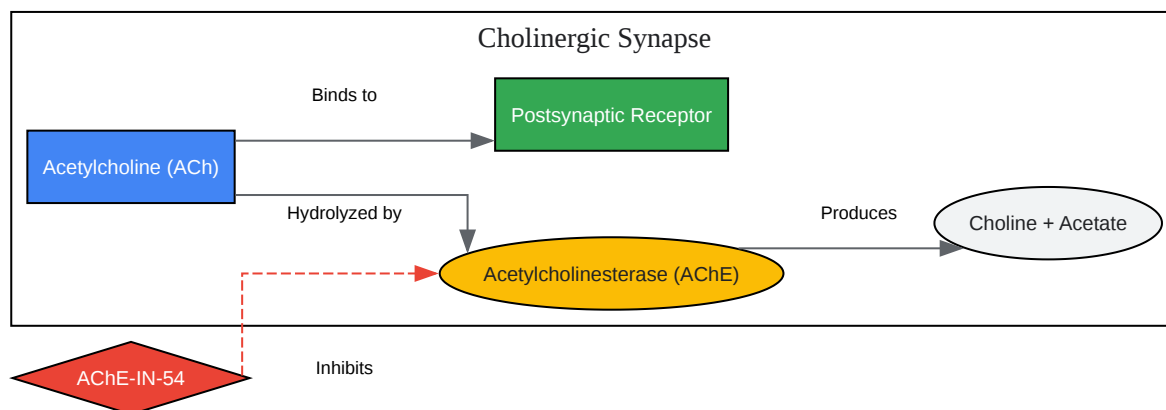 Cholinergic Synapse
Binds to
Postsynaptic Receptor
Acetylcholine (ACh)
Hydrolyzed by
Produces
Choline + Acetate
Acetylcholinesterase (AChE)
AChE-IN-54
Inhibits